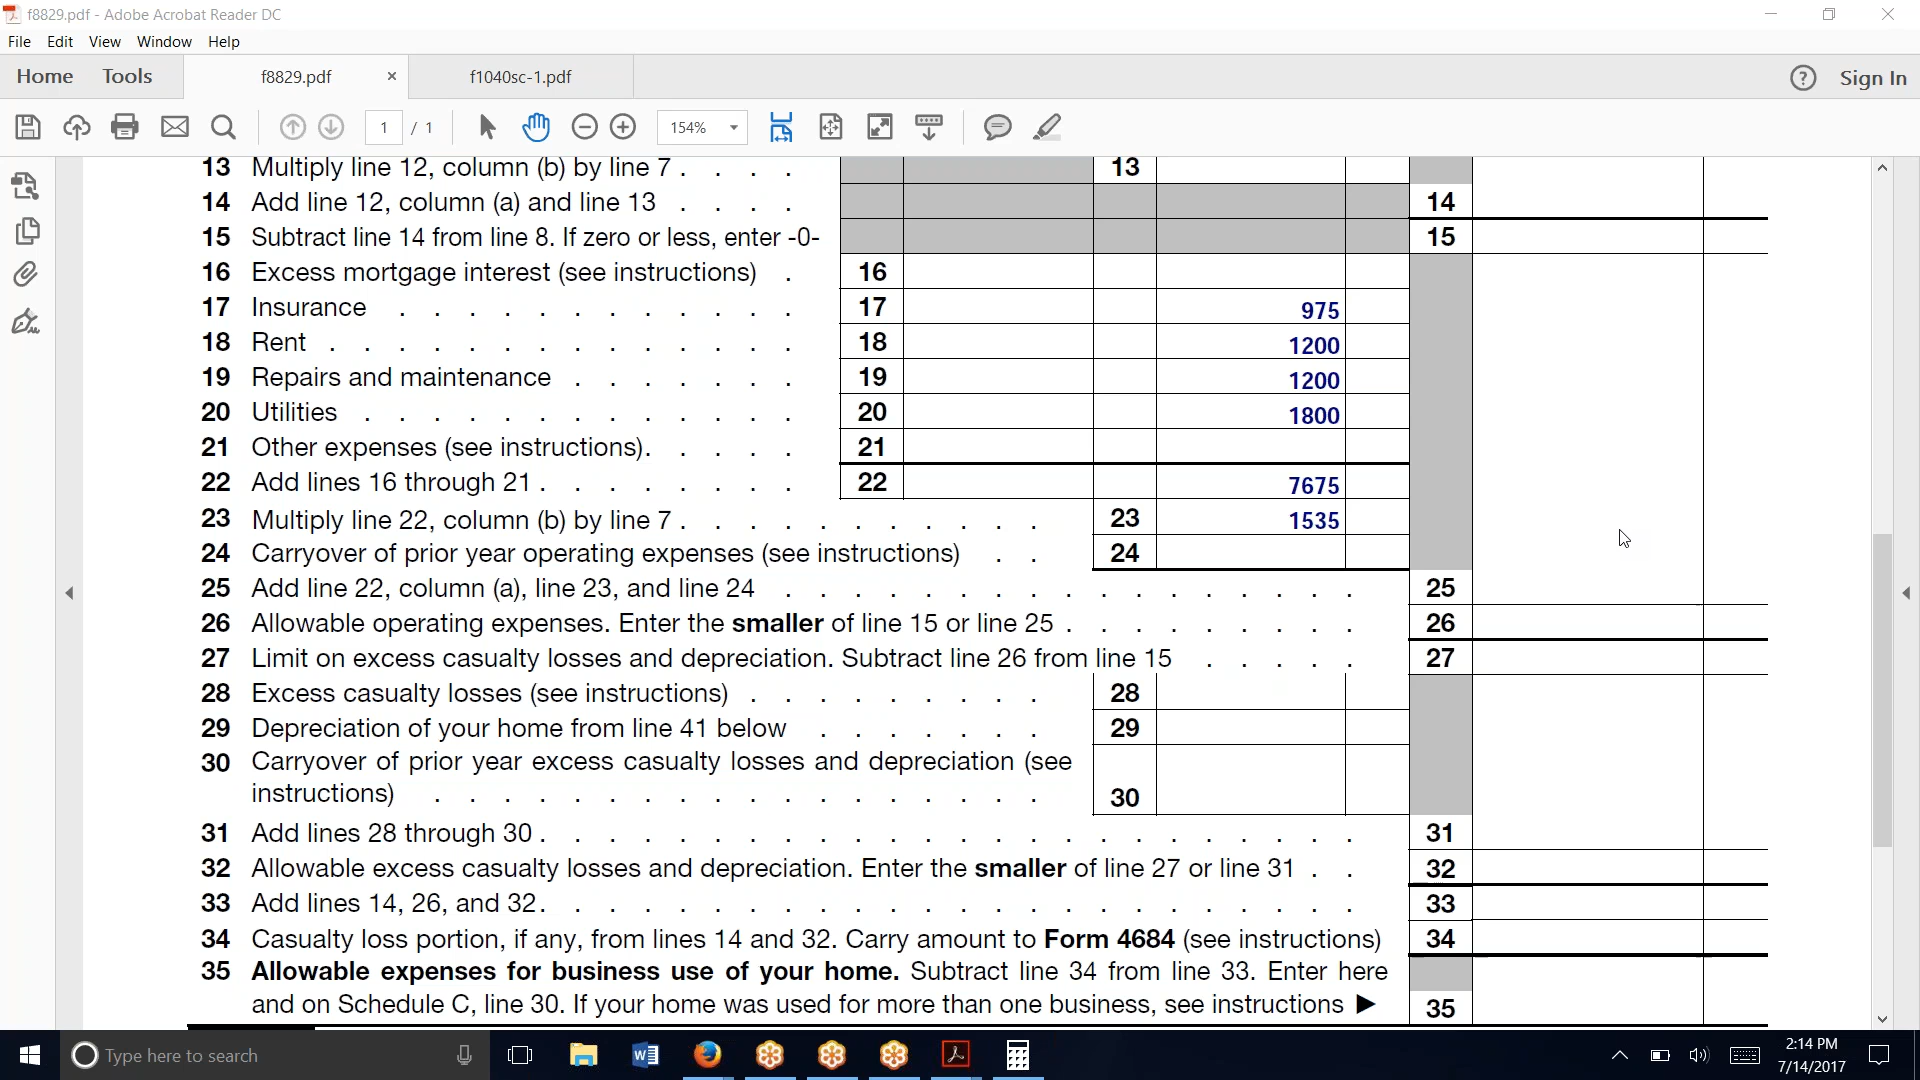 f8829.pdf - Adobe Acrobat Reader DC
File Edit View Window Help
Home Tools f8829.pdf × f1040sc-1.pdf ? Sign In
1 / 1 154%
13 Multiply line 12, column (b) by line 7 . . . . 13
14 Add line 12, column (a) and line 13 . . . . 14
15 Subtract line 14 from line 8. If zero or less, enter -0- 15
16 Excess mortgage interest (see instructions) . 16
17 Insurance . . . . . . . . . . . . 17 975
18 Rent . . . . . . . . . . . . . . 18 1200
19 Repairs and maintenance . . . . . . . 19 1200
20 Utilities . . . . . . . . . . . . . 20 1800
21 Other expenses (see instructions). . . . . 21
22 Add lines 16 through 21 . . . . . . . . 22 7675
23 Multiply line 22, column (b) by line 7 . . . . . . . . . . . 23 1535
24 Carryover of prior year operating expenses (see instructions) . . 24
25 Add line 22, column (a), line 23, and line 24 . . . . . . . . . . . . . . . . . 25
26 Allowable operating expenses. Enter the smaller of line 15 or line 25 . . . . . . . . . 26
27 Limit on excess casualty losses and depreciation. Subtract line 26 from line 15 . . . . . 27
28 Excess casualty losses (see instructions) . . . . . . . . . 28
29 Depreciation of your home from line 41 below . . . . . . . 29
30 Carryover of prior year excess casualty losses and depreciation (see
instructions) . . . . . . . . . . . . . . . . . . 30
31 Add lines 28 through 30 . . . . . . . . . . . . . . . . . . . . . . . . 31
32 Allowable excess casualty losses and depreciation. Enter the smaller of line 27 or line 31 . . 32
33 Add lines 14, 26, and 32. . . . . . . . . . . . . . . . . . . . . . . . 33
34 Casualty loss portion, if any, from lines 14 and 32. Carry amount to Form 4684 (see instructions) 34
35 Allowable expenses for business use of your home. Subtract line 34 from line 33. Enter here
and on Schedule C, line 30. If your home was used for more than one business, see instructions ▶ 35
Type here to search
2:14 PM
7/14/2017